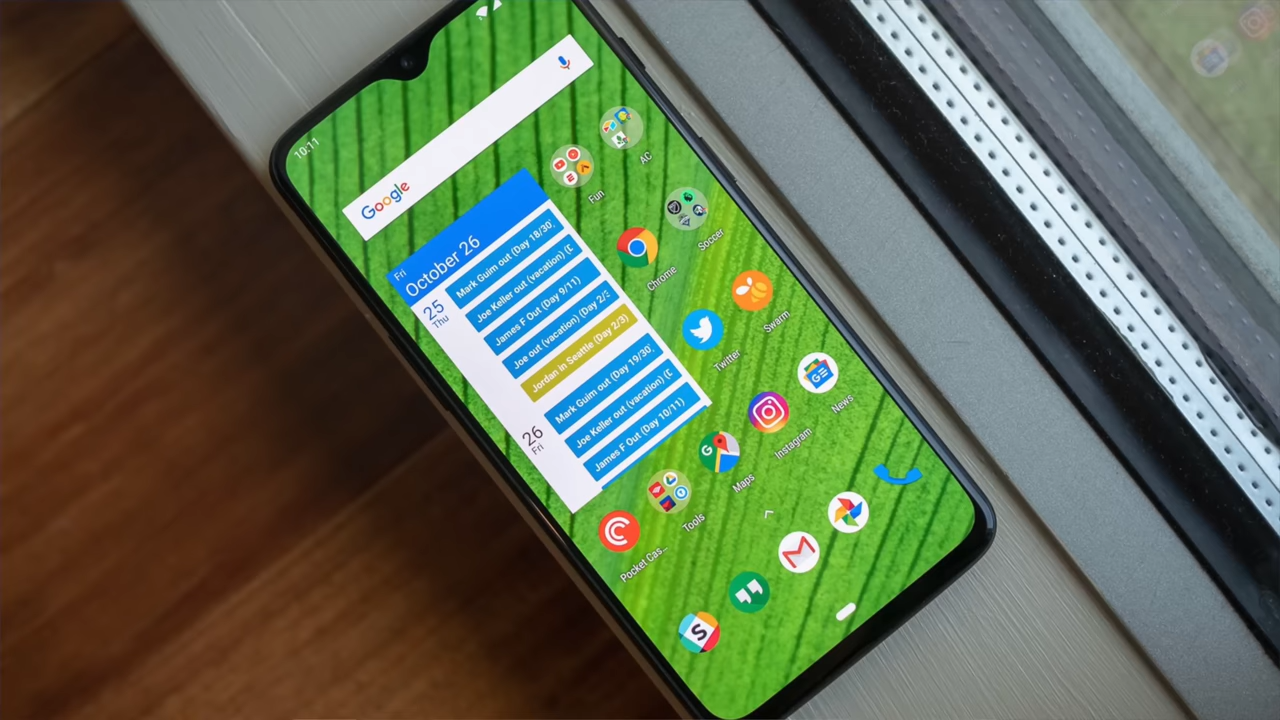 10:11
Google
Fri
October 26
25
Thu
Mark Guim out (Day 18/30
Joe Keller out (vacation) (D
James F Out (Day 9/11)
Joe out (vacation) (Day 2/3
Jordan in Seattle (Day 2/3)
26
Fri
Mark Guim out (Day 19/30
Joe Keller out (vacation) (D
James F Out (Day 10/11)
Fun
AC
Chrome
Soccer
Twitter
Swarm
Pocket Cas...
Tools
G
Maps
Instagram
GE
News
S